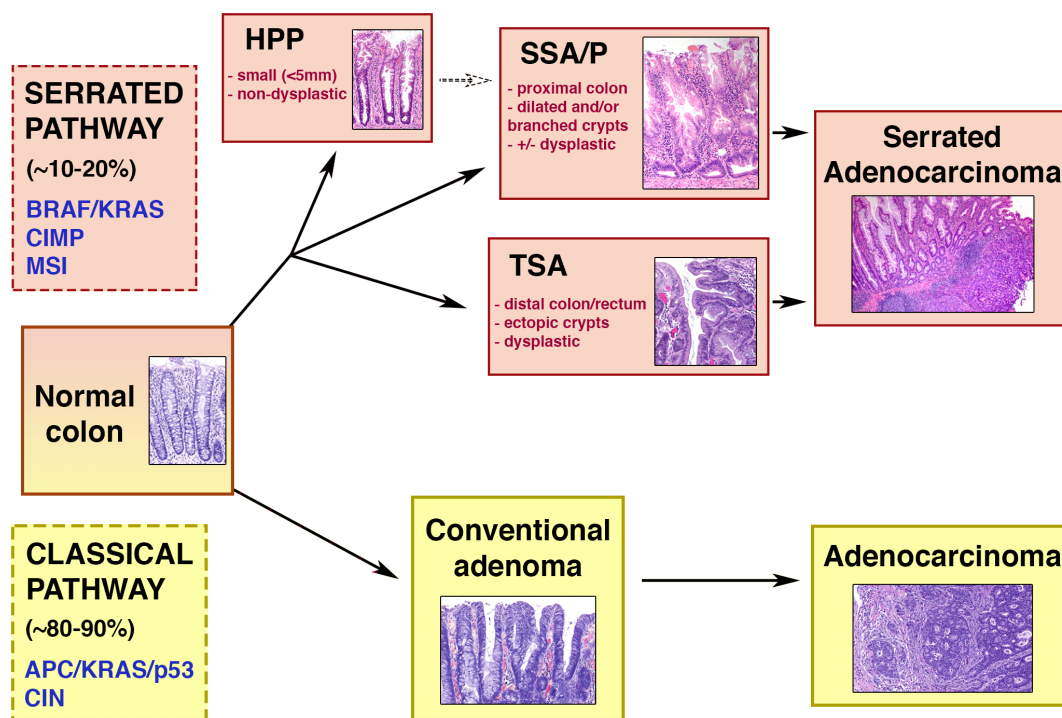 SERRATED
PATHWAY
(~10-20%)
BRAF/KRAS
CIMP
MSI
HPP
- small (<5mm)
- non-dysplastic
SSA/P
- proximal colon
- dilated and/or
branched crypts
- +/- dysplastic
TSA
- distal colon/rectum
- ectopic crypts
- dysplastic
Serrated
Adenocarcinoma
Normal
colon
CLASSICAL
PATHWAY
(~80-90%)
APC/KRAS/p53
CIN
Conventional
adenoma
Adenocarcinoma